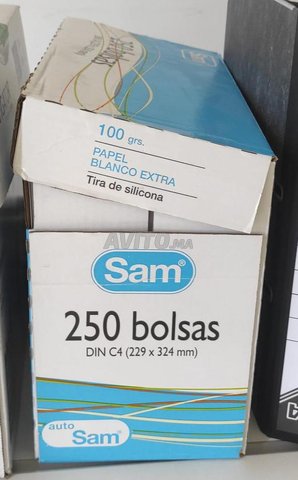 100 grs.
PAPEL
BLANCO EXTRA
Tira de silicona
AVITO.MA
Sam®
250 bolsas
DIN C4 (229 x 324 mm)
auto
Sam®